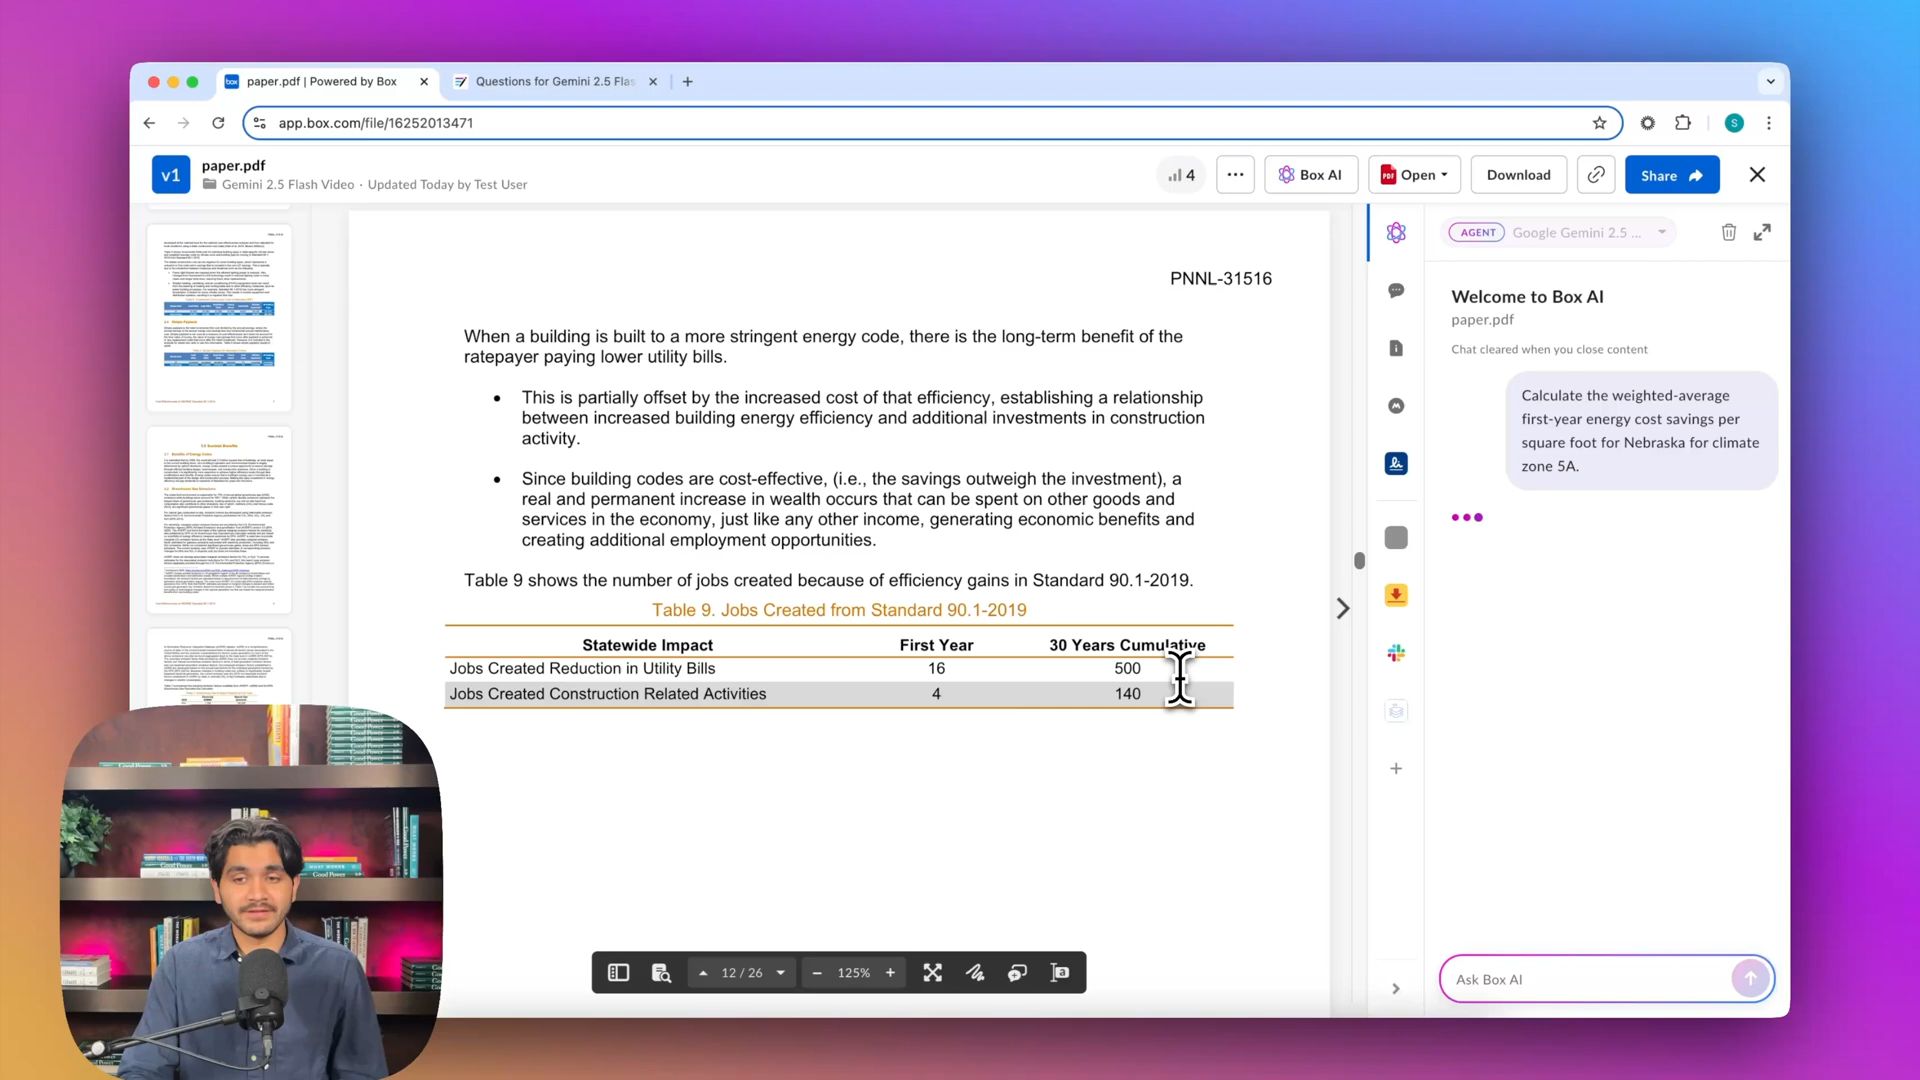 box paper.pdf | Powered by Box
Questions for Gemini 2.5 Flas
app.box.com/file/16252013471
S
v1
paper.pdf
Gemini 2.5 Flash Video · Updated Today by Test User
4
Box AI
PDF Open
Download
Share
PNNL-31516
When a building is built to a more stringent energy code, there is the long-term benefit of the
ratepayer paying lower utility bills.
• This is partially offset by the increased cost of that efficiency, establishing a relationship
between increased building energy efficiency and additional investments in construction
activity.
• Since building codes are cost-effective, (i.e., the savings outweigh the investment), a
real and permanent increase in wealth occurs that can be spent on other goods and
services in the economy, just like any other income, generating economic benefits and
creating additional employment opportunities.
Table 9 shows the number of jobs created because of efficiency gains in Standard 90.1-2019.
Table 9. Jobs Created from Standard 90.1-2019
Statewide Impact First Year 30 Years Cumulative
Jobs Created Reduction in Utility Bills 16 500
Jobs Created Construction Related Activities 4 140
12 / 26
125%
AGENT Google Gemini 2.5 ...
Welcome to Box AI
paper.pdf
Chat cleared when you close content
Calculate the weighted-average
first-year energy cost savings per
square foot for Nebraska for climate
zone 5A.
Ask Box AI
Good Power